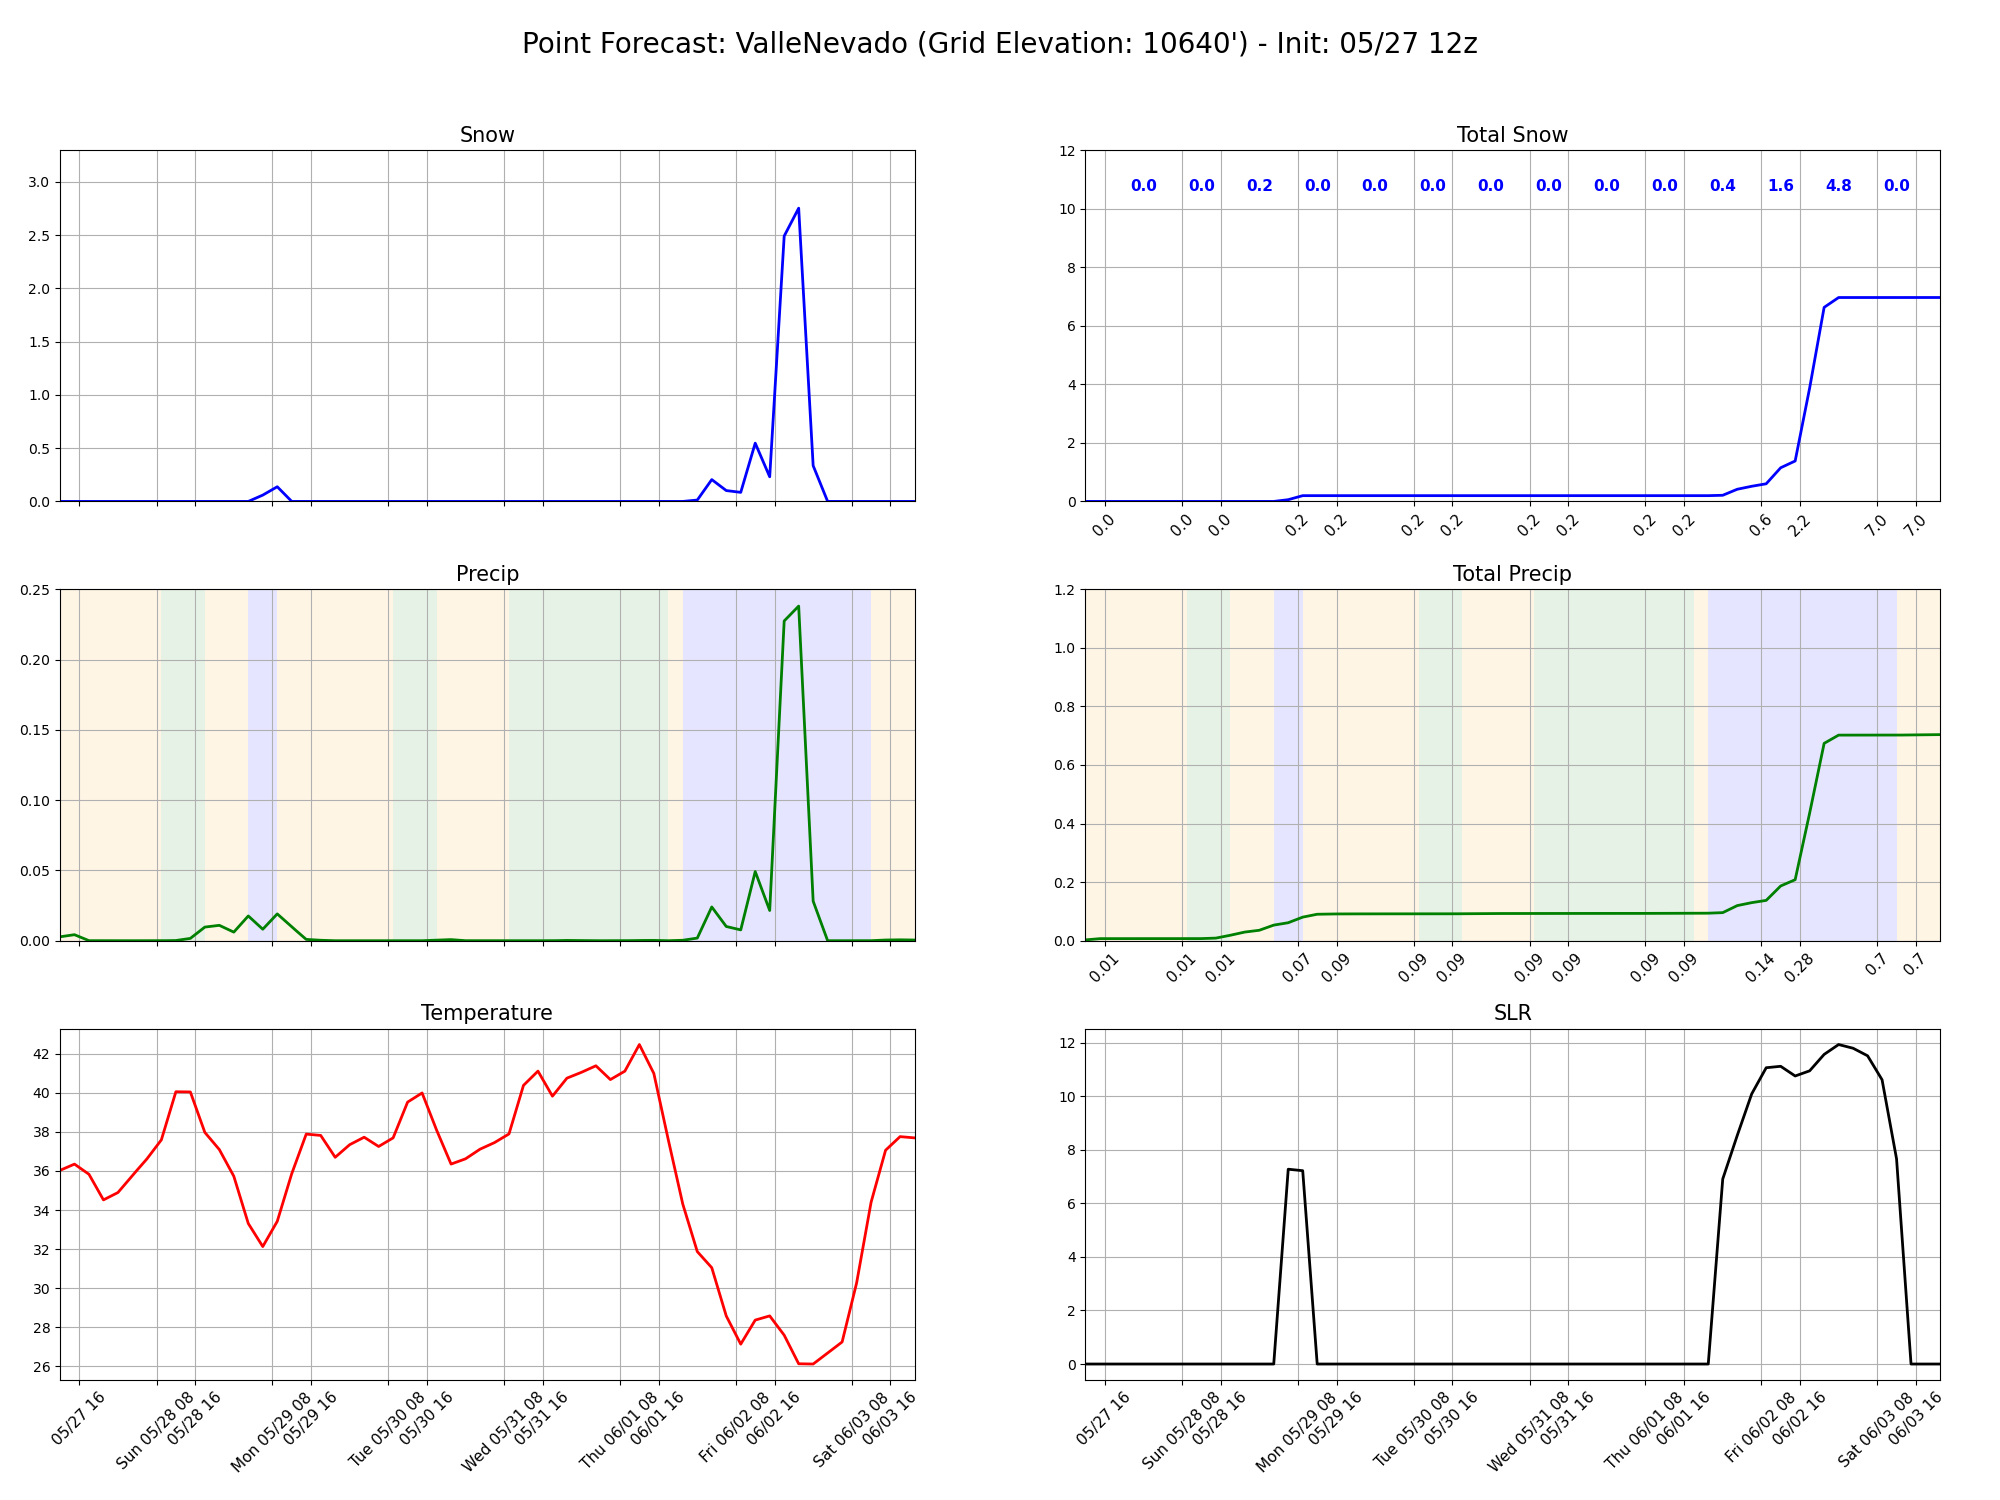 Point Forecast: ValleNevado (Grid Elevation: 10640') - Init: 05/27 12z
Snow
3.0
2.5
2.0
1.5
1.0
0.5
0.0
Total Snow
12
10
8
6
4
2
0
0.0 0.0 0.2 0.0 0.0 0.0 0.0 0.0 0.0 0.0 0.4 1.6 4.8 0.0
0.0 0.0 0.0 0.2 0.2 0.2 0.2 0.2 0.2 0.2 0.2 0.6 2.2 7.0 7.0
Precip
0.25
0.20
0.15
0.10
0.05
0.00
Total Precip
1.2
1.0
0.8
0.6
0.4
0.2
0.0
0.01 0.01 0.01 0.07 0.09 0.09 0.09 0.09 0.09 0.09 0.09 0.14 0.28 0.7 0.7
Temperature
42
40
38
36
34
32
30
28
26
05/27 16
Sun 05/28 08
05/28 16
Mon 05/29 08
05/29 16
Tue 05/30 08
05/30 16
Wed 05/31 08
05/31 16
Thu 06/01 08
06/01 16
Fri 06/02 08
06/02 16
Sat 06/03 08
06/03 16
SLR
12
10
8
6
4
2
0
05/27 16
Sun 05/28 08
05/28 16
Mon 05/29 08
05/29 16
Tue 05/30 08
05/30 16
Wed 05/31 08
05/31 16
Thu 06/01 08
06/01 16
Fri 06/02 08
06/02 16
Sat 06/03 08
06/03 16